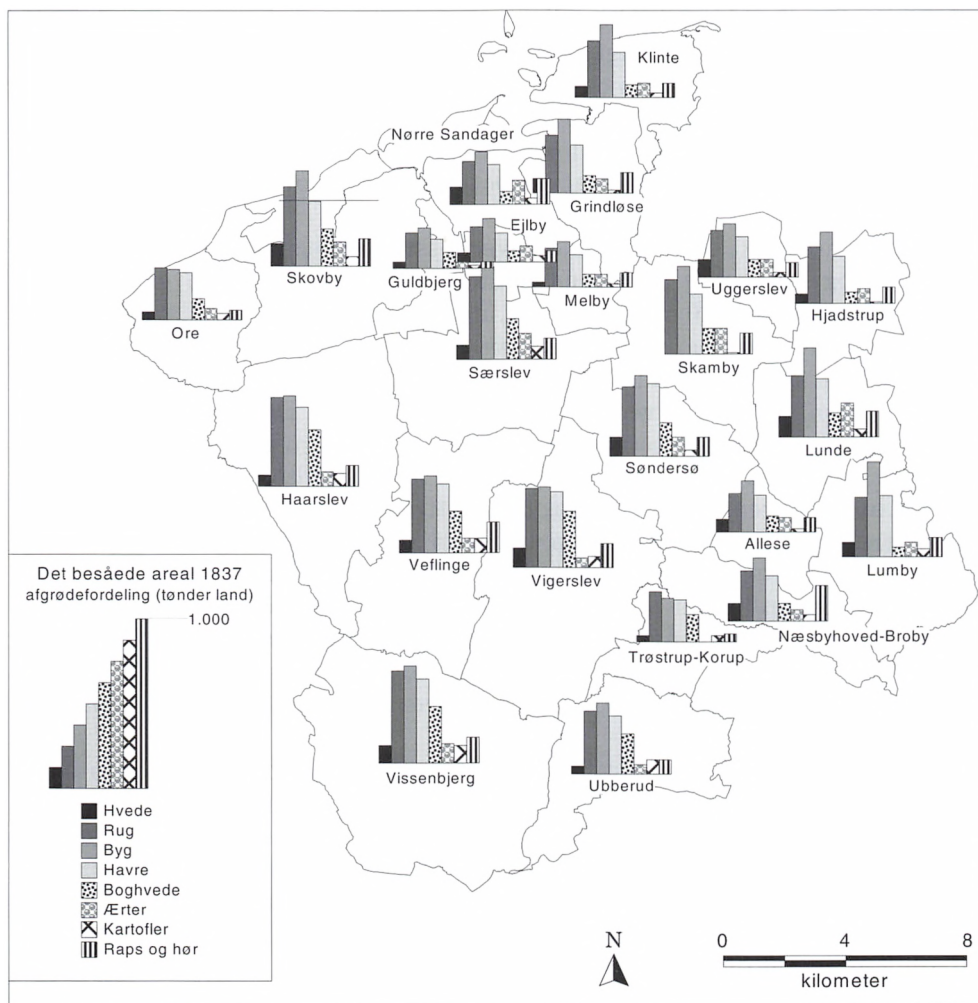 Klinte
Nørre Sandager
Grindløse
Ejlby
Skovby
Guldbjerg
Melby
Uggerslev
Hjadstrup
Ore
Særslev
Skamby
Haarslev
Søndersø
Lunde
Veflinge
Vigerslev
Allese
Lumby
Næsbyhoved-Broby
Trøstrup-Korup
Vissenbjerg
Ubberud
Det besåede areal 1837
afgrødefordeling (tønder land)
1.000
Hvede
Rug
Byg
Havre
Boghvede
Ærter
Kartofler
Raps og hør
N
0 4 8
kilometer